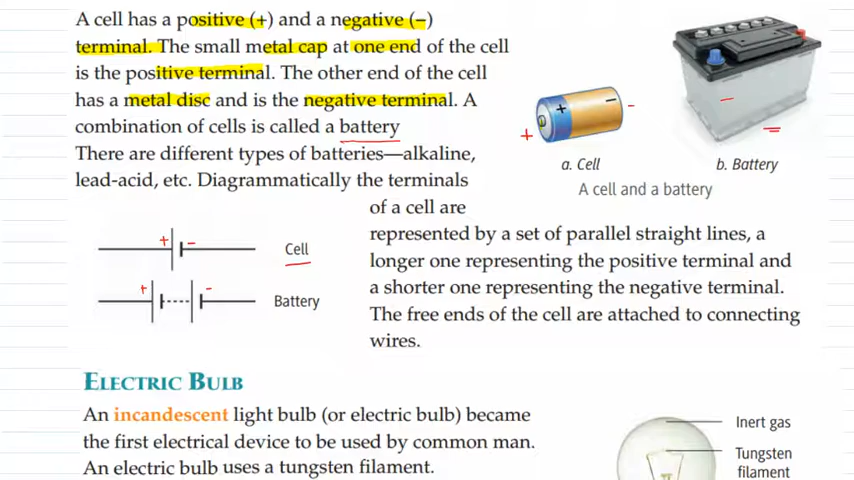 A cell has a positive (+) and a negative (−)
terminal. The small metal cap at one end of the cell
is the positive terminal. The other end of the cell
has a metal disc and is the negative terminal. A
combination of cells is called a battery
There are different types of batteries—alkaline,
lead-acid, etc. Diagrammatically the terminals
of a cell are
represented by a set of parallel straight lines, a
longer one representing the positive terminal and
a shorter one representing the negative terminal.
The free ends of the cell are attached to connecting
wires.
+ −
+ + −
a. Cell
− =
b. Battery
A cell and a battery
+ −
Cell
+ −
Battery
ELECTRIC BULB
An incandescent light bulb (or electric bulb) became
the first electrical device to be used by common man.
An electric bulb uses a tungsten filament.
Inert gas
Tungsten
filament